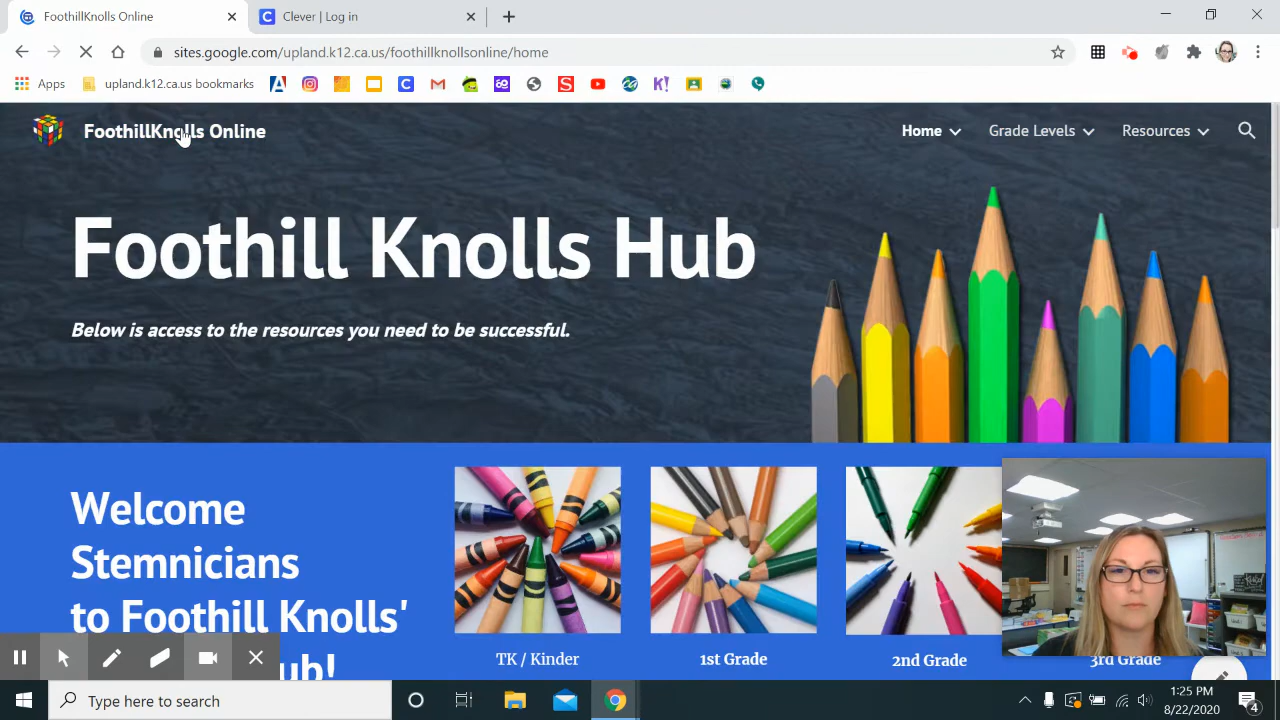 FoothillKnolls Online
Clever | Log in
sites.google.com/upland.k12.ca.us/foothillknollsonline/home
Apps
upland.k12.ca.us bookmarks
FoothillKnolls Online
Home
Grade Levels
Resources
Foothill Knolls Hub
Below is access to the resources you need to be successful.
Welcome
Stemnicians
to Foothill Knolls'
ub!
TK / Kinder
1st Grade
2nd Grade
3rd Grade
Type here to search
1:25 PM
8/22/2020
4